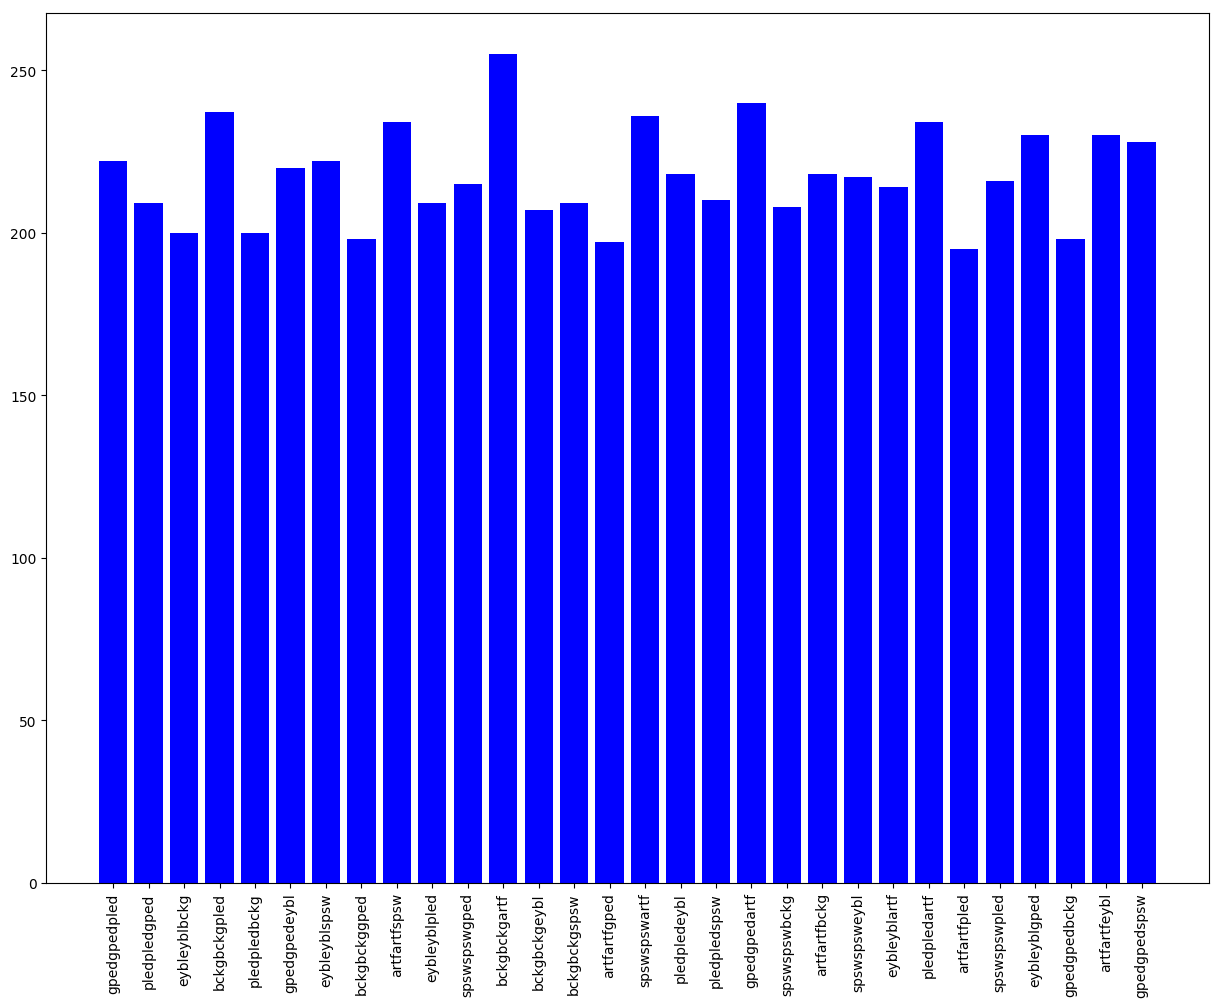 250
200
150
100
50
0
gpedgpedpled
pledpledgped
eybleyblbckg
bckgbckgpled
pledpledbckg
gpedgpedeybl
eybleyblspsw
bckgbckggped
artfartfspsw
eybleyblpled
spswspswgped
bckgbckgartf
bckgbckgeybl
bckgbckgspsw
artfartfgped
spswspswartf
pledpledeybl
pledpledspsw
gpedgpedartf
spswspswbckg
artfartfbckg
spswspsweybl
eybleyblartf
pledpledartf
artfartfpled
spswspswpled
eybleyblgped
gpedgpedbckg
artfartfeybl
gpedgpedspsw